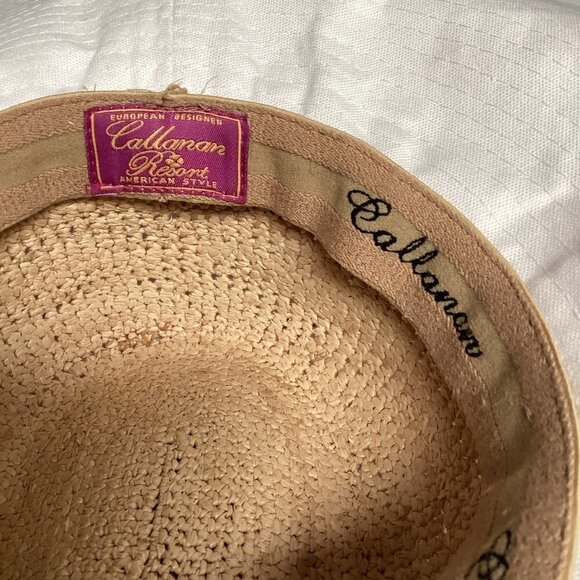 EUROPEAN DESIGNER
Callanan
Resort
AMERICAN STYLE
Callanan
C